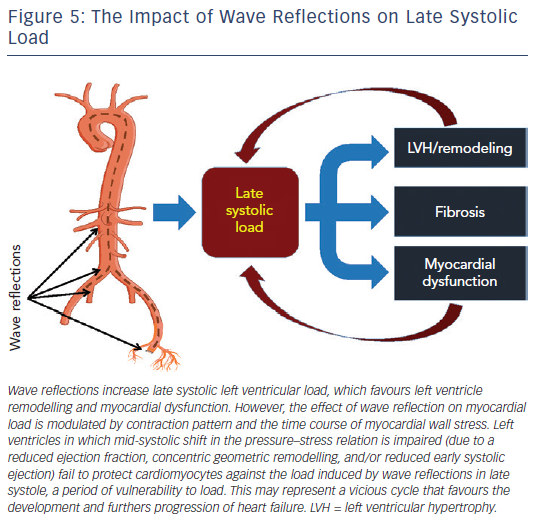 Figure 5: The Impact of Wave Reflections on Late Systolic
Load
Wave reflections
Late
systolic
load
LVH/remodeling
Fibrosis
Myocardial
dysfunction
Wave reflections increase late systolic left ventricular load, which favours left ventricle
remodelling and myocardial dysfunction. However, the effect of wave reflection on myocardial
load is modulated by contraction pattern and the time course of myocardial wall stress. Left
ventricles in which mid-systolic shift in the pressure–stress relation is impaired (due to a
reduced ejection fraction, concentric geometric remodelling, and/or reduced early systolic
ejection) fail to protect cardiomyocytes against the load induced by wave reflections in late
systole, a period of vulnerability to load. This may represent a vicious cycle that favours the
development and furthers progression of heart failure. LVH = left ventricular hypertrophy.